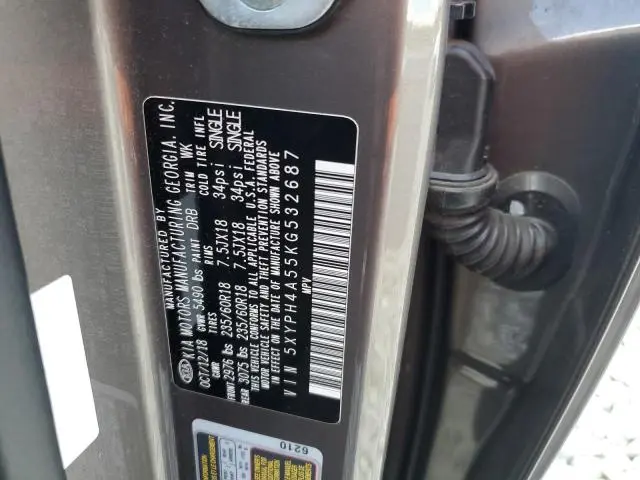 MANUFACTURED BY
KIA KIA MOTORS MANUFACTURING GEORGIA, INC.
OCT/12/18 GVWR 5490 lbs PAINT DRB TRIM WK
GAWR TIRES RIMS COLD TIRE INFL
FRONT 2976 lbs 235/60R18 7.5JX18 34psi SINGLE
REAR 3075 lbs 235/60R18 7.5JX18 34psi SINGLE
THIS VEHICLE CONFORMS TO ALL APPLICABLE U.S.A. FEDERAL
MOTOR VEHICLE SAFETY AND THEFT PREVENTION STANDARDS
IN EFFECT ON THE DATE OF MANUFACTURE SHOWN ABOVE
VIN 5XYPH4A55KG532687
MPV
6210